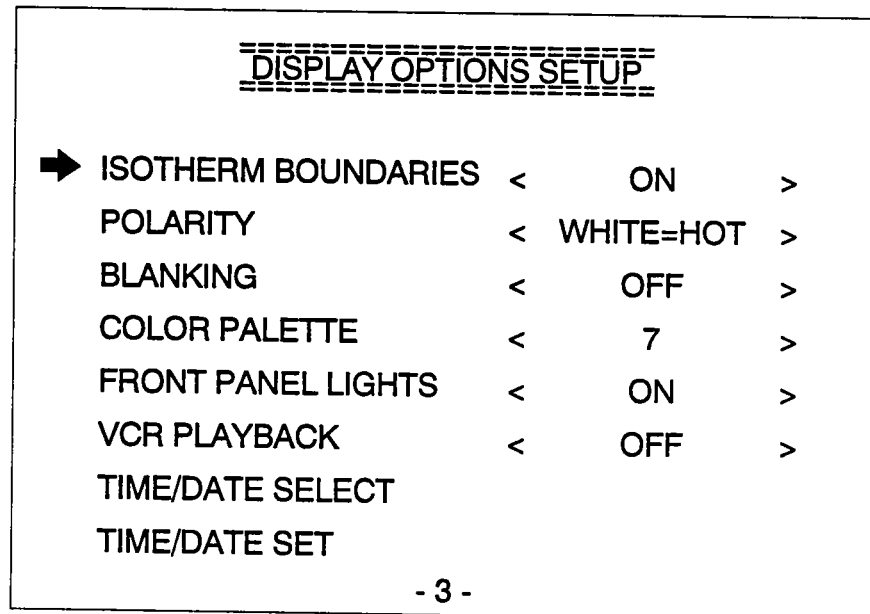 DISPLAY OPTIONS SETUP
ISOTHERM BOUNDARIES < ON >
POLARITY < WHITE=HOT >
BLANKING < OFF >
COLOR PALETTE < 7 >
FRONT PANEL LIGHTS < ON >
VCR PLAYBACK < OFF >
TIME/DATE SELECT
TIME/DATE SET
- 3 -